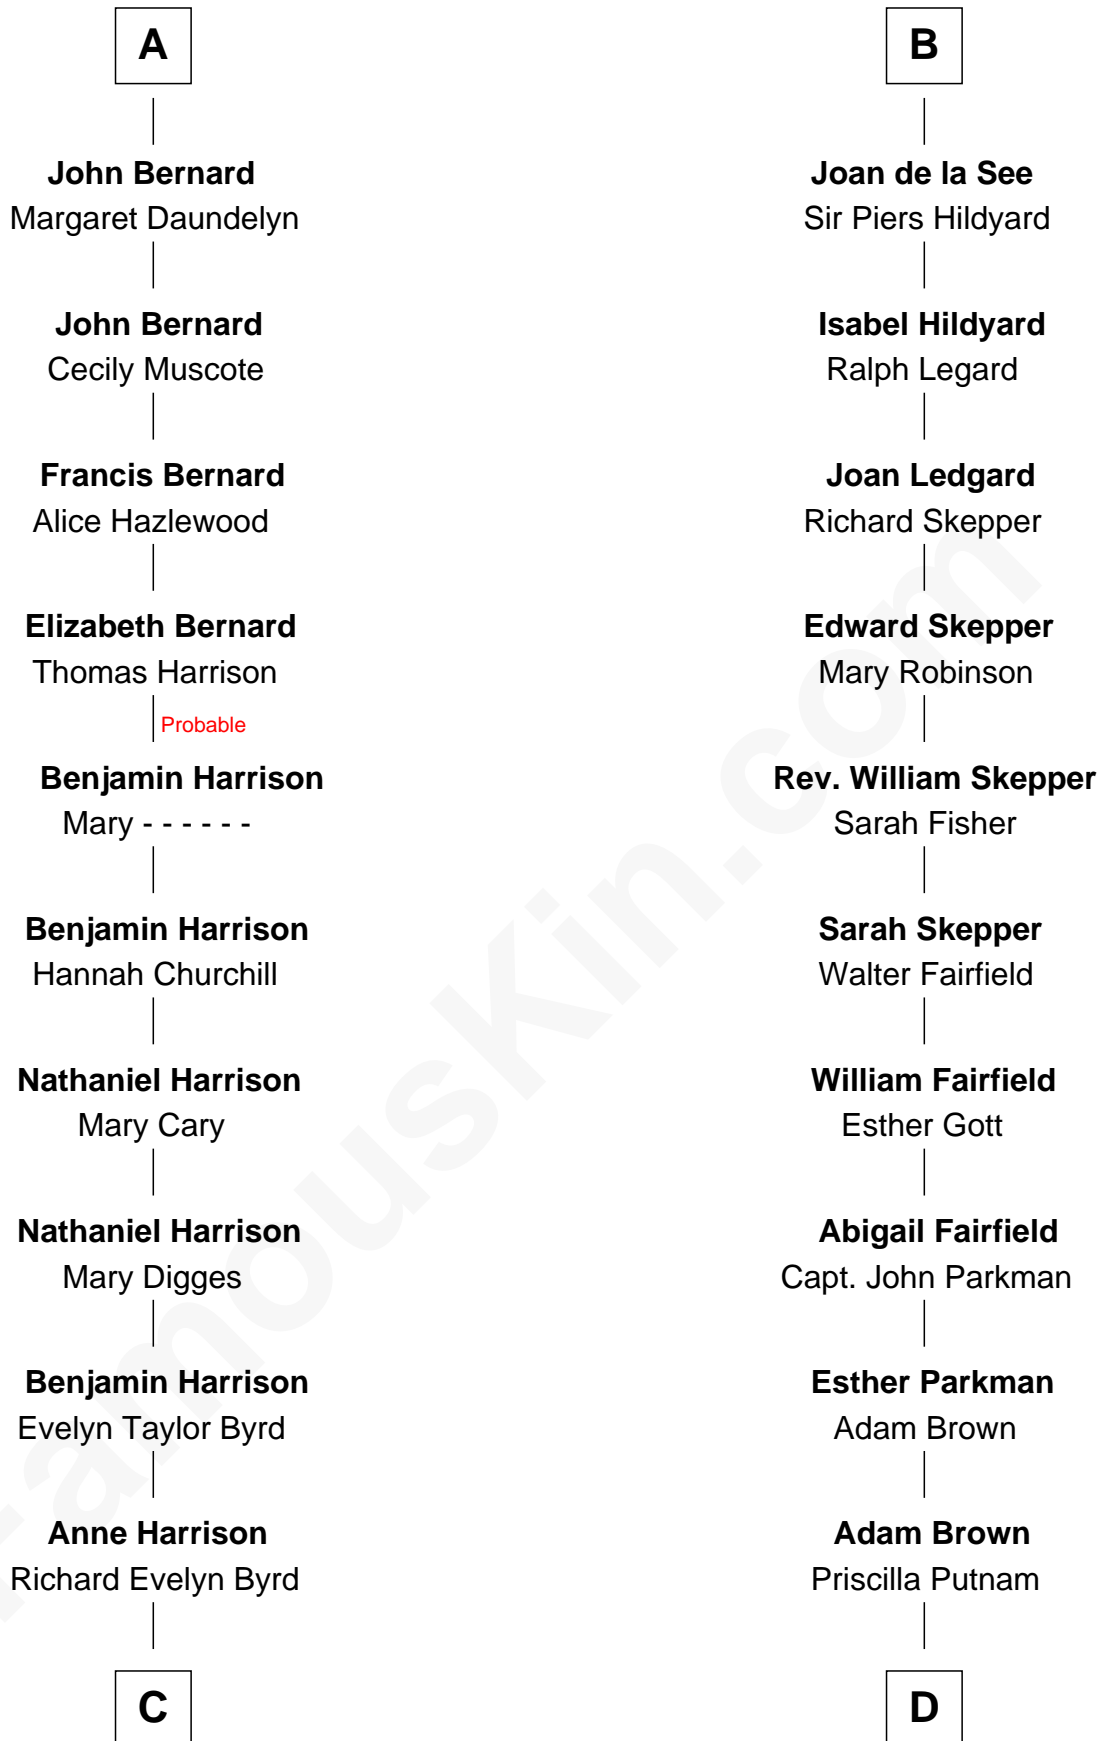 A
John Bernard
Margaret Daundelyn
John Bernard
Cecily Muscote
Francis Bernard
Alice Hazlewood
Elizabeth Bernard
Thomas Harrison
Probable
Benjamin Harrison
Mary - - - - - -
Benjamin Harrison
Hannah Churchill
Nathaniel Harrison
Mary Cary
Nathaniel Harrison
Mary Digges
Benjamin Harrison
Evelyn Taylor Byrd
Anne Harrison
Richard Evelyn Byrd
C
B
Joan de la See
Sir Piers Hildyard
Isabel Hildyard
Ralph Legard
Joan Ledgard
Richard Skepper
Edward Skepper
Mary Robinson
Rev. William Skepper
Sarah Fisher
Sarah Skepper
Walter Fairfield
William Fairfield
Esther Gott
Abigail Fairfield
Capt. John Parkman
Esther Parkman
Adam Brown
Adam Brown
Priscilla Putnam
D
FamousKin.com